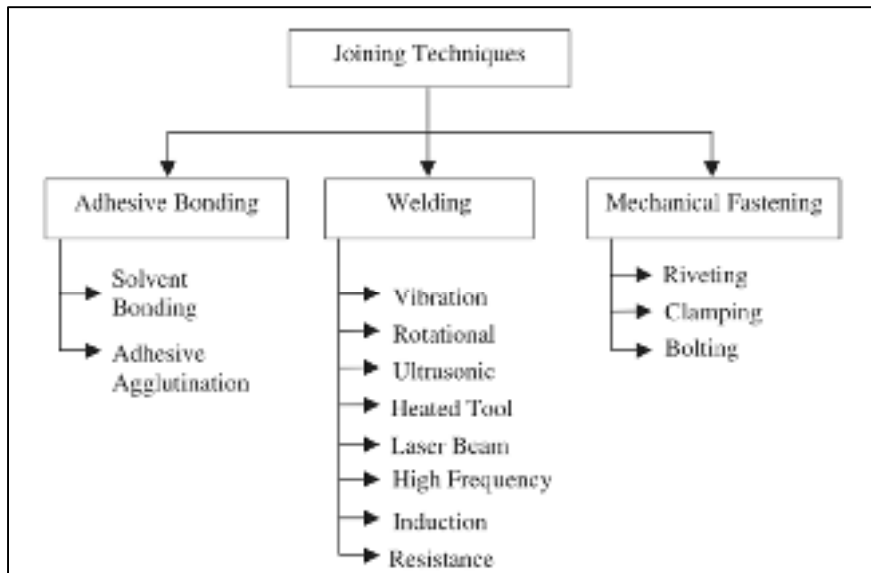 Joining Techniques
Adhesive Bonding
Solvent
Bonding
Adhesive
Agglutination
Welding
Vibration
Rotational
Ultrasonic
Heated Tool
Laser Beam
High Frequency
Induction
Resistance
Mechanical Fastening
Riveting
Clamping
Bolting